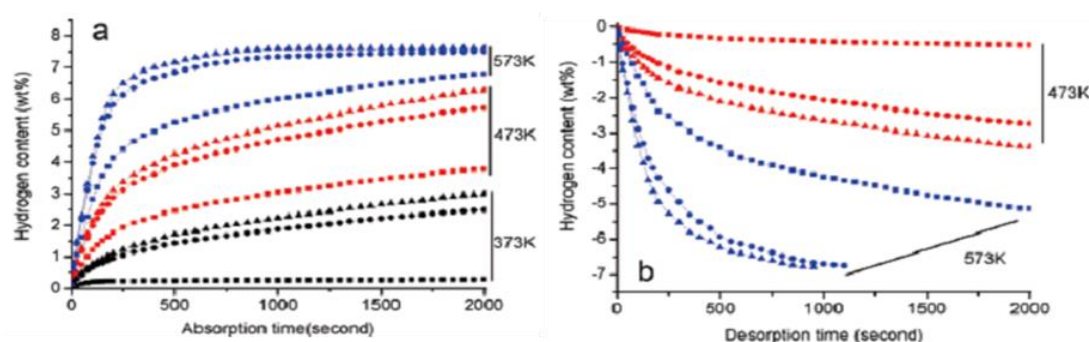 a
Hydrogen content (wt%)
8
7
6
5
4
3
2
1
0
0
500
1000
1500
2000
Absorption time(second)
573K
473K
373K
b
Hydrogen content (wt%)
0
-1
-2
-3
-4
-5
-6
-7
0
500
1000
1500
2000
Desorption time (second)
473K
573K